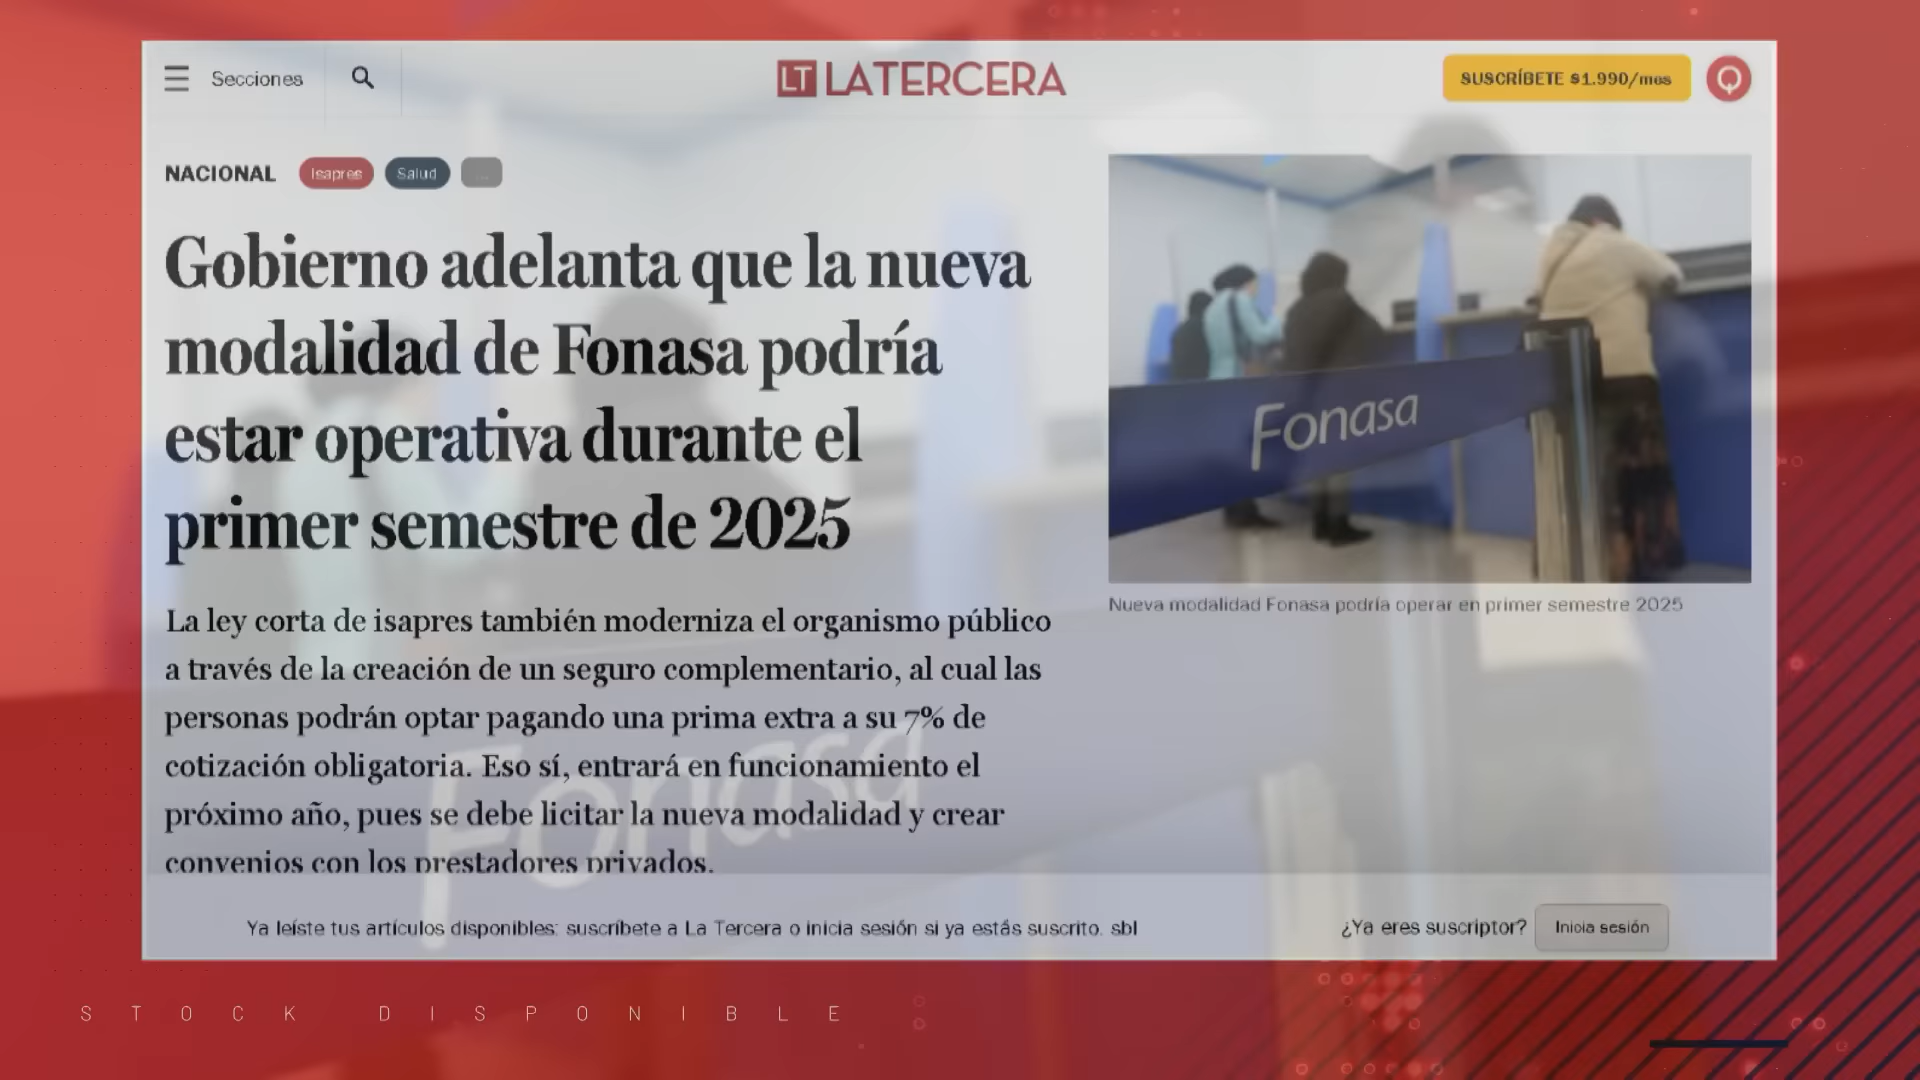 Secciones
LT LATERCERA
SUSCRÍBETE $1.990/mes
NACIONAL
Isapres
Salud
...
Gobierno adelanta que la nueva
modalidad de Fonasa podría
estar operativa durante el
primer semestre de 2025
La ley corta de isapres también moderniza el organismo público
a través de la creación de un seguro complementario, al cual las
personas podrán optar pagando una prima extra a su 7% de
cotización obligatoria. Eso sí, entrará en funcionamiento el
próximo año, pues se debe licitar la nueva modalidad y crear
convenios con los prestadores privados.
Fonasa
Nueva modalidad Fonasa podría operar en primer semestre 2025
Fonasa
Ya leíste tus artículos disponibles: suscríbete a La Tercera o inicia sesión si ya estás suscrito. sbl
¿Ya eres suscriptor?
Inicia sesión
STOCK DISPONIBLE